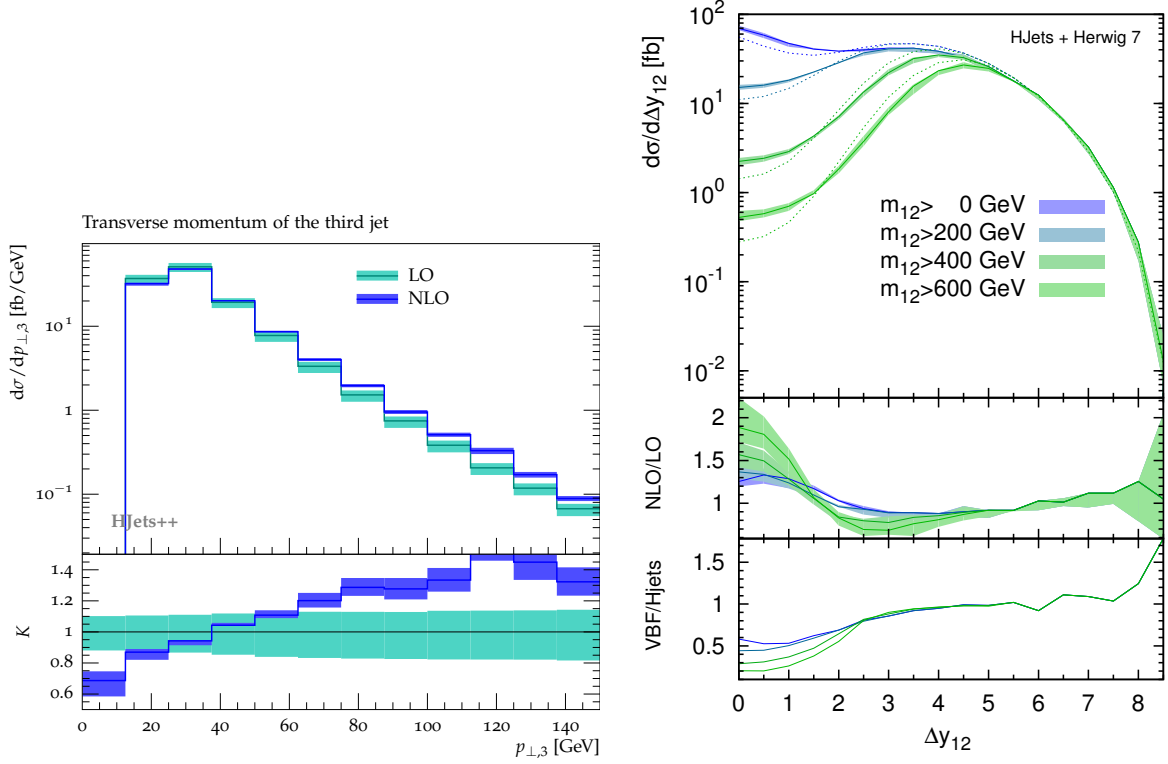 Transverse momentum of the third jet
dσ/dp⊥,3 [fb/GeV]
10¹
1
10⁻¹
LO
NLO
HJets++
K
1.4
1.2
1
0.8
0.6
0 20 40 60 80 100 120 140
p⊥,3 [GeV]
HJets + Herwig 7
dσ/dΔy₁₂ [fb]
10²
10¹
10⁰
10⁻¹
10⁻²
m₁₂> 0 GeV
m₁₂>200 GeV
m₁₂>400 GeV
m₁₂>600 GeV
NLO/LO
2
1.5
1
VBF/Hjets
1.5
1
0.5
0 1 2 3 4 5 6 7 8
Δy₁₂